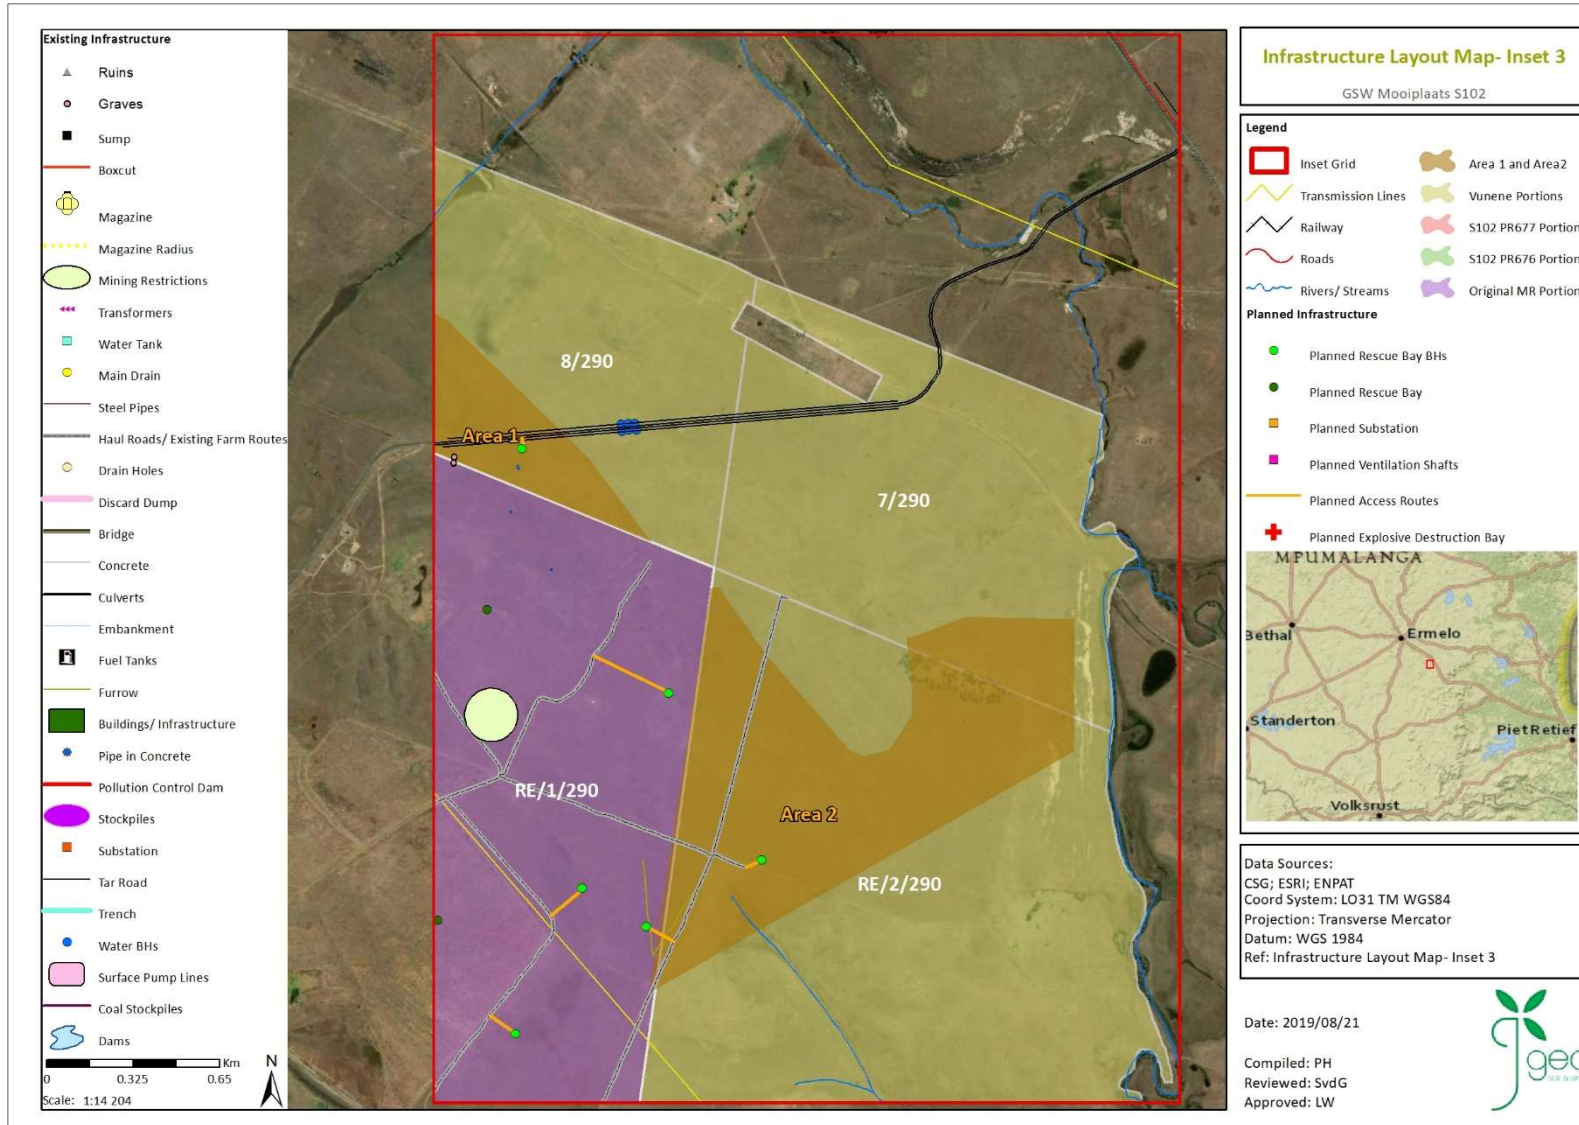 Existing Infrastructure
Ruins
Graves
Sump
Boxcut
Magazine
Magazine Radius
Mining Restrictions
Transformers
Water Tank
Main Drain
Steel Pipes
Haul Roads/ Existing Farm Routes
Drain Holes
Discard Dump
Bridge
Concrete
Culverts
Embankment
Fuel Tanks
Furrow
Buildings/ Infrastructure
Pipe in Concrete
Pollution Control Dam
Stockpiles
Substation
Tar Road
Trench
Water BHs
Surface Pump Lines
Coal Stockpiles
Dams
Km
0 0.325 0.65
N
Scale: 1:14 204
8/290
Area 1
7/290
RE/1/290
Area 2
RE/2/290
Infrastructure Layout Map- Inset 3
GSW Mooiplaats S102
Legend
Inset Grid
Transmission Lines
Railway
Roads
Rivers/ Streams
Area 1 and Area2
Vunene Portions
S102 PR677 Portion
S102 PR676 Portion
Original MR Portion
Planned Infrastructure
Planned Rescue Bay BHs
Planned Rescue Bay
Planned Substation
Planned Ventilation Shafts
Planned Access Routes
Planned Explosive Destruction Bay
MPUMALANGA
Bethal
Ermelo
Standerton
Piet Retief
Volksrust
Data Sources:
CSG; ESRI; ENPAT
Coord System: LO31 TM WGS84
Projection: Transverse Mercator
Datum: WGS 1984
Ref: Infrastructure Layout Map- Inset 3
Date: 2019/08/21
Compiled: PH
Reviewed: SvdG
Approved: LW
geo